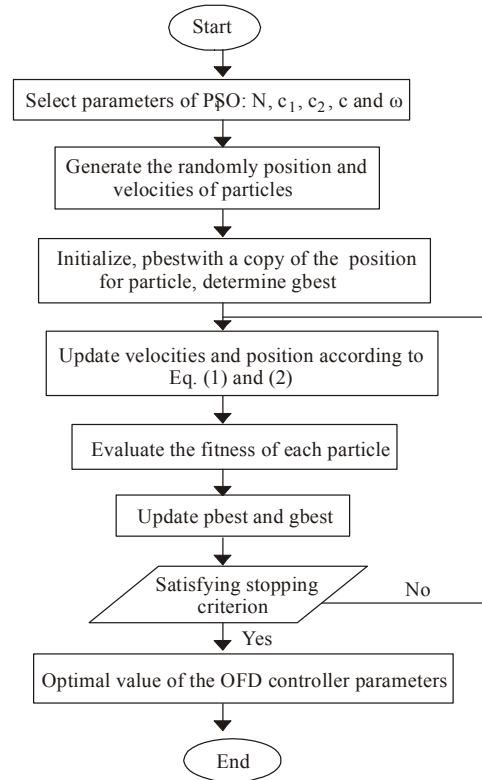 Start
Select parameters of PSO: N, c₁, c₂, c and ω
Generate the randomly position and
velocities of particles
Initialize, pbestwith a copy of the position
for particle, determine gbest
Update velocities and position according to
Eq. (1) and (2)
Evaluate the fitness of each particle
Update pbest and gbest
Satisfying stopping
criterion
No
Yes
Optimal value of the OFD controller parameters
End